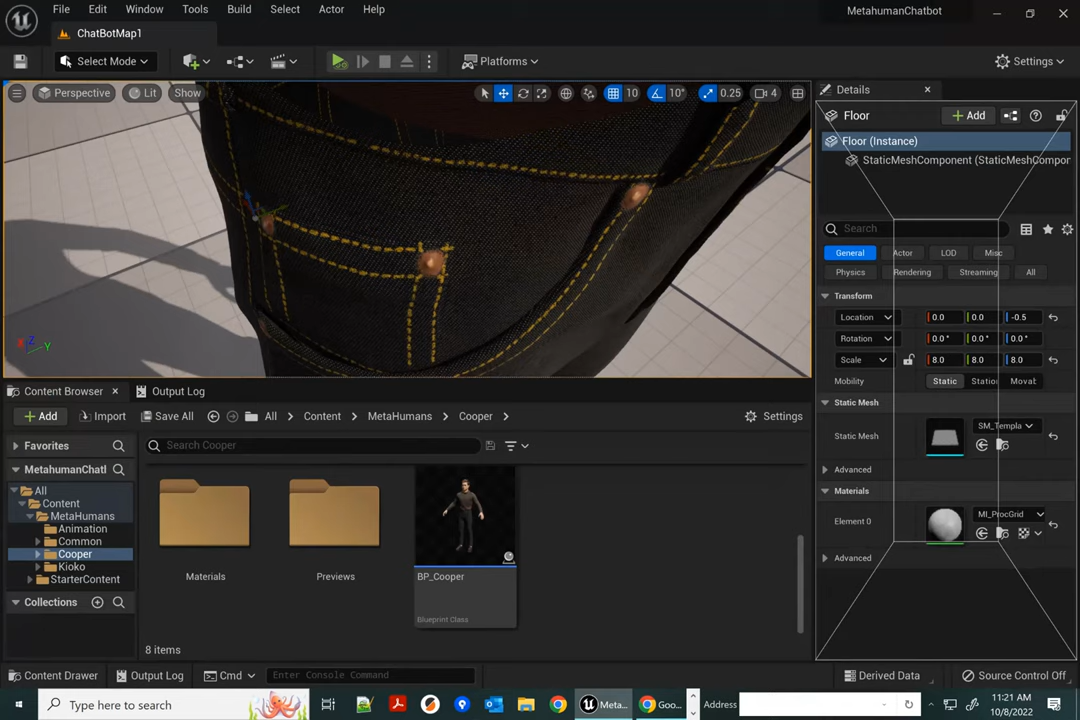 File Edit Window Tools Build Select Actor Help
MetahumanChatbot
ChatBotMap1
Select Mode
Platforms
Settings
Perspective Lit Show
10 10° 0.25 4
Details
Floor
+ Add
Floor (Instance)
StaticMeshComponent (StaticMeshCompor
Search
General Actor LOD Misc
Physics Rendering Streaming All
Transform
Location 0.0 0.0 -0.5
Rotation 0.0° 0.0° 0.0°
Scale 8.0 8.0 8.0
Mobility Static Station Movab
Static Mesh
Static Mesh SM_Templa
Advanced
Materials
Element 0 MI_ProcGrid
Advanced
X Z Y
Content Browser Output Log
+ Add Import Save All All > Content > MetaHumans > Cooper > Settings
Favorites
MetahumanChatl
All
Content
MetaHumans
Animation
Common
Cooper
Kioko
StarterContent
Collections
Search Cooper
Materials
Previews
BP_Cooper
Blueprint Class
8 items
Content Drawer Output Log Cmd Enter Console Command Derived Data Source Control Off
Type here to search
Meta...
Goo...
Address
11:21 AM
10/8/2022